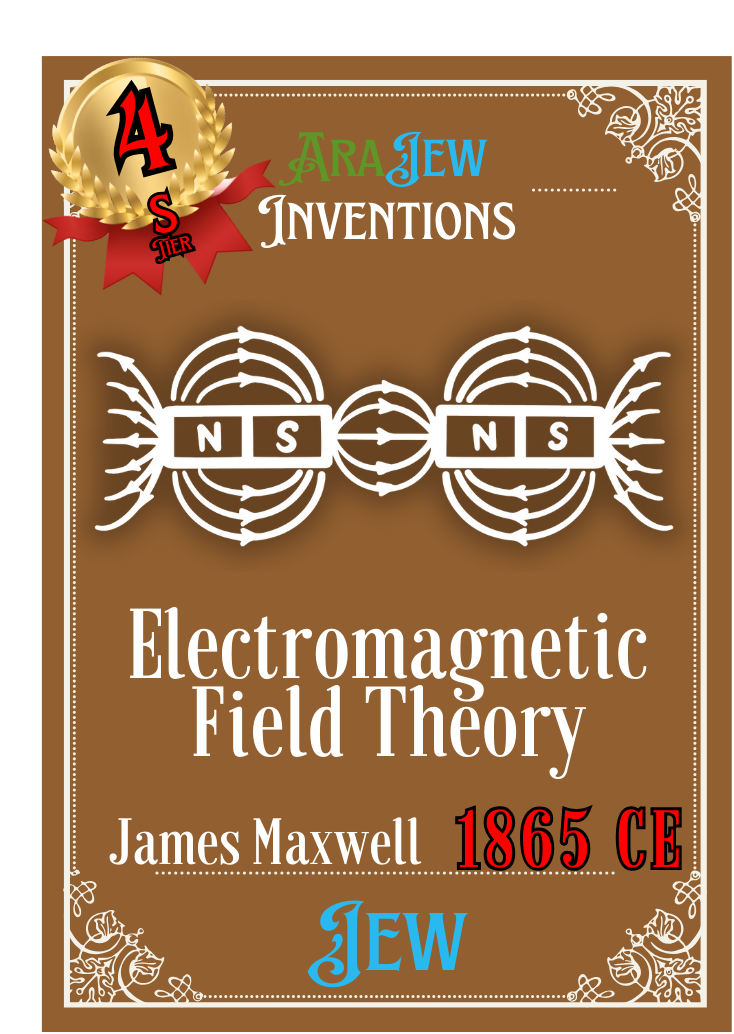 4
S
Tier
AraJew
Inventions
N S N S
Electromagnetic
Field Theory
James Maxwell 1865 CE
Jew